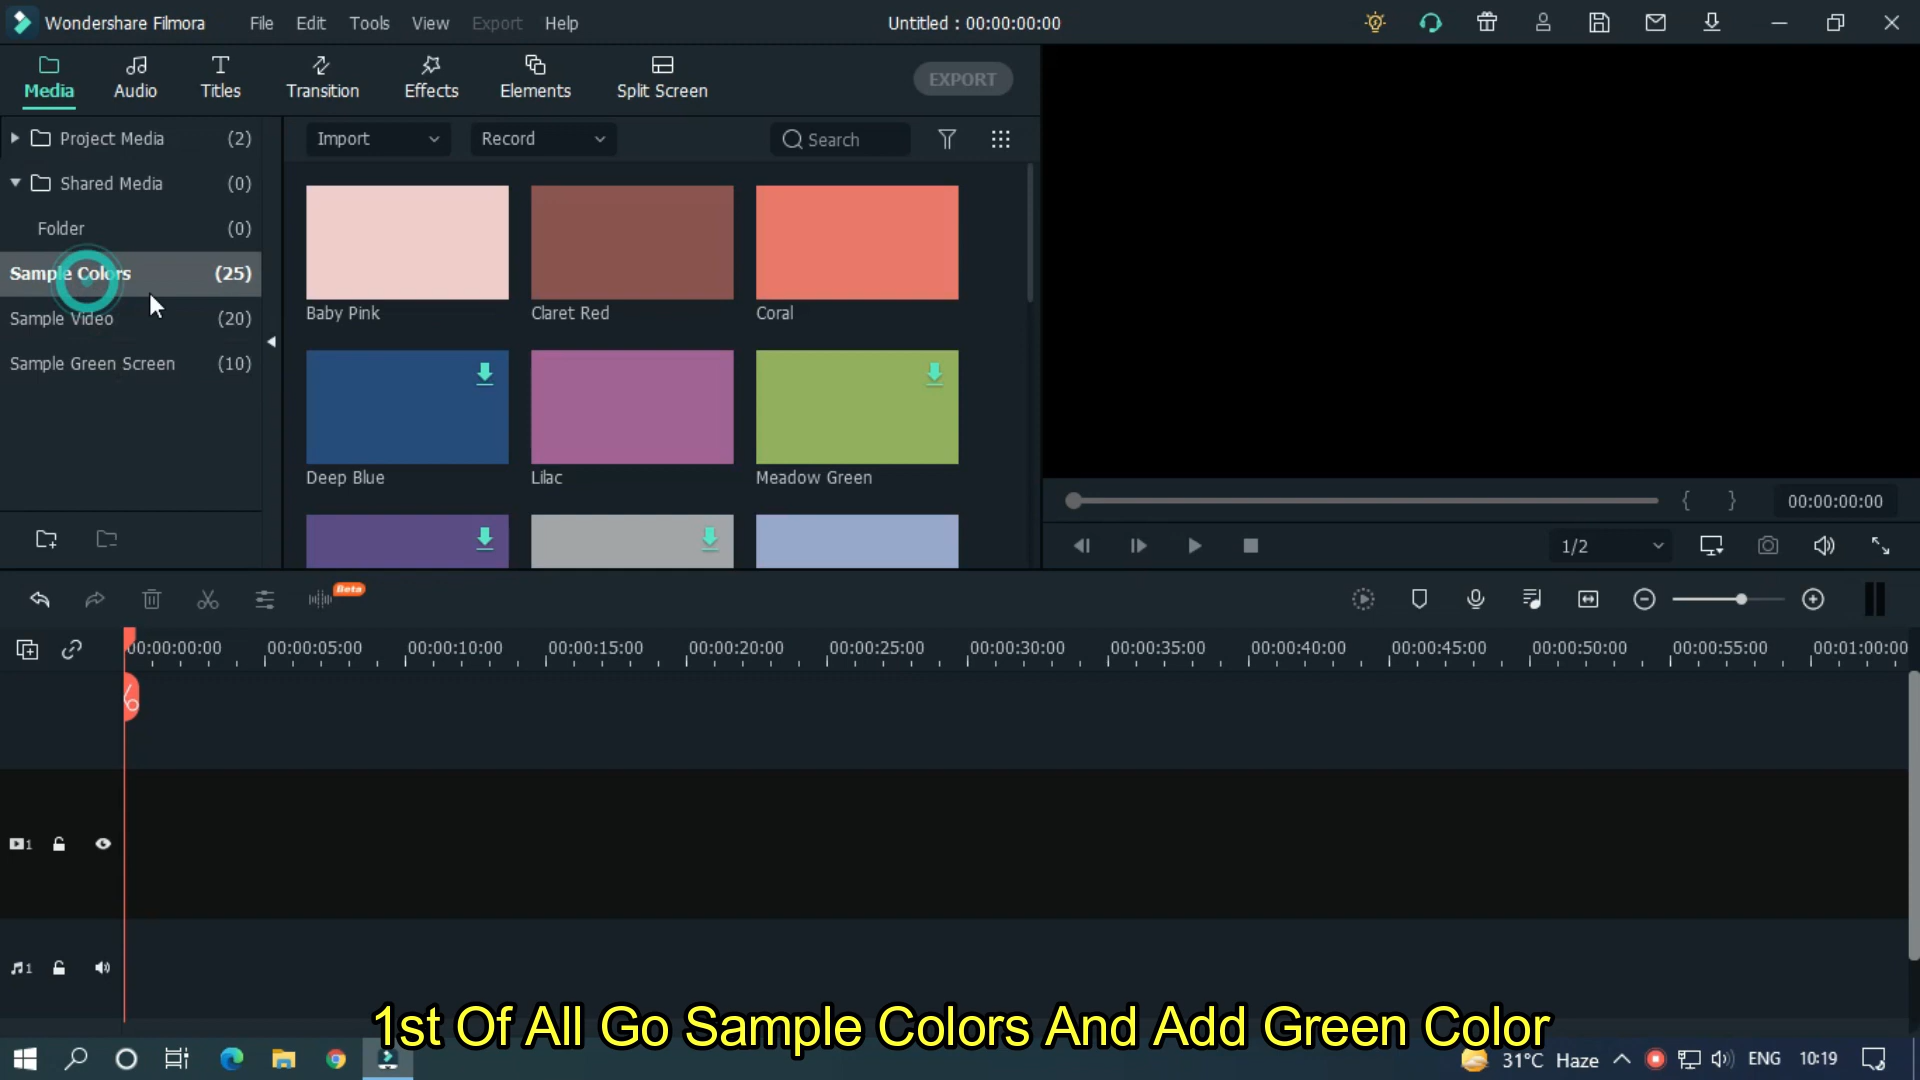 Wondershare Filmora File Edit Tools View Export Help Untitled : 00:00:00:00
Media Audio Titles Transition Effects Elements Split Screen EXPORT
Project Media (2)
Shared Media (0)
Folder (0)
Sample Colors (25)
Sample Video (20)
Sample Green Screen (10)
Import Record Search
Baby Pink Claret Red Coral
Deep Blue Lilac Meadow Green
{ } 00:00:00:00
1/2
Beta
00:00:00:00 00:00:05:00 00:00:10:00 00:00:15:00 00:00:20:00 00:00:25:00 00:00:30:00 00:00:35:00 00:00:40:00 00:00:45:00 00:00:50:00 00:00:55:00 00:01:00:00
1
1
1st Of All Go Sample Colors And Add Green Color
31°C Haze ENG 10:19